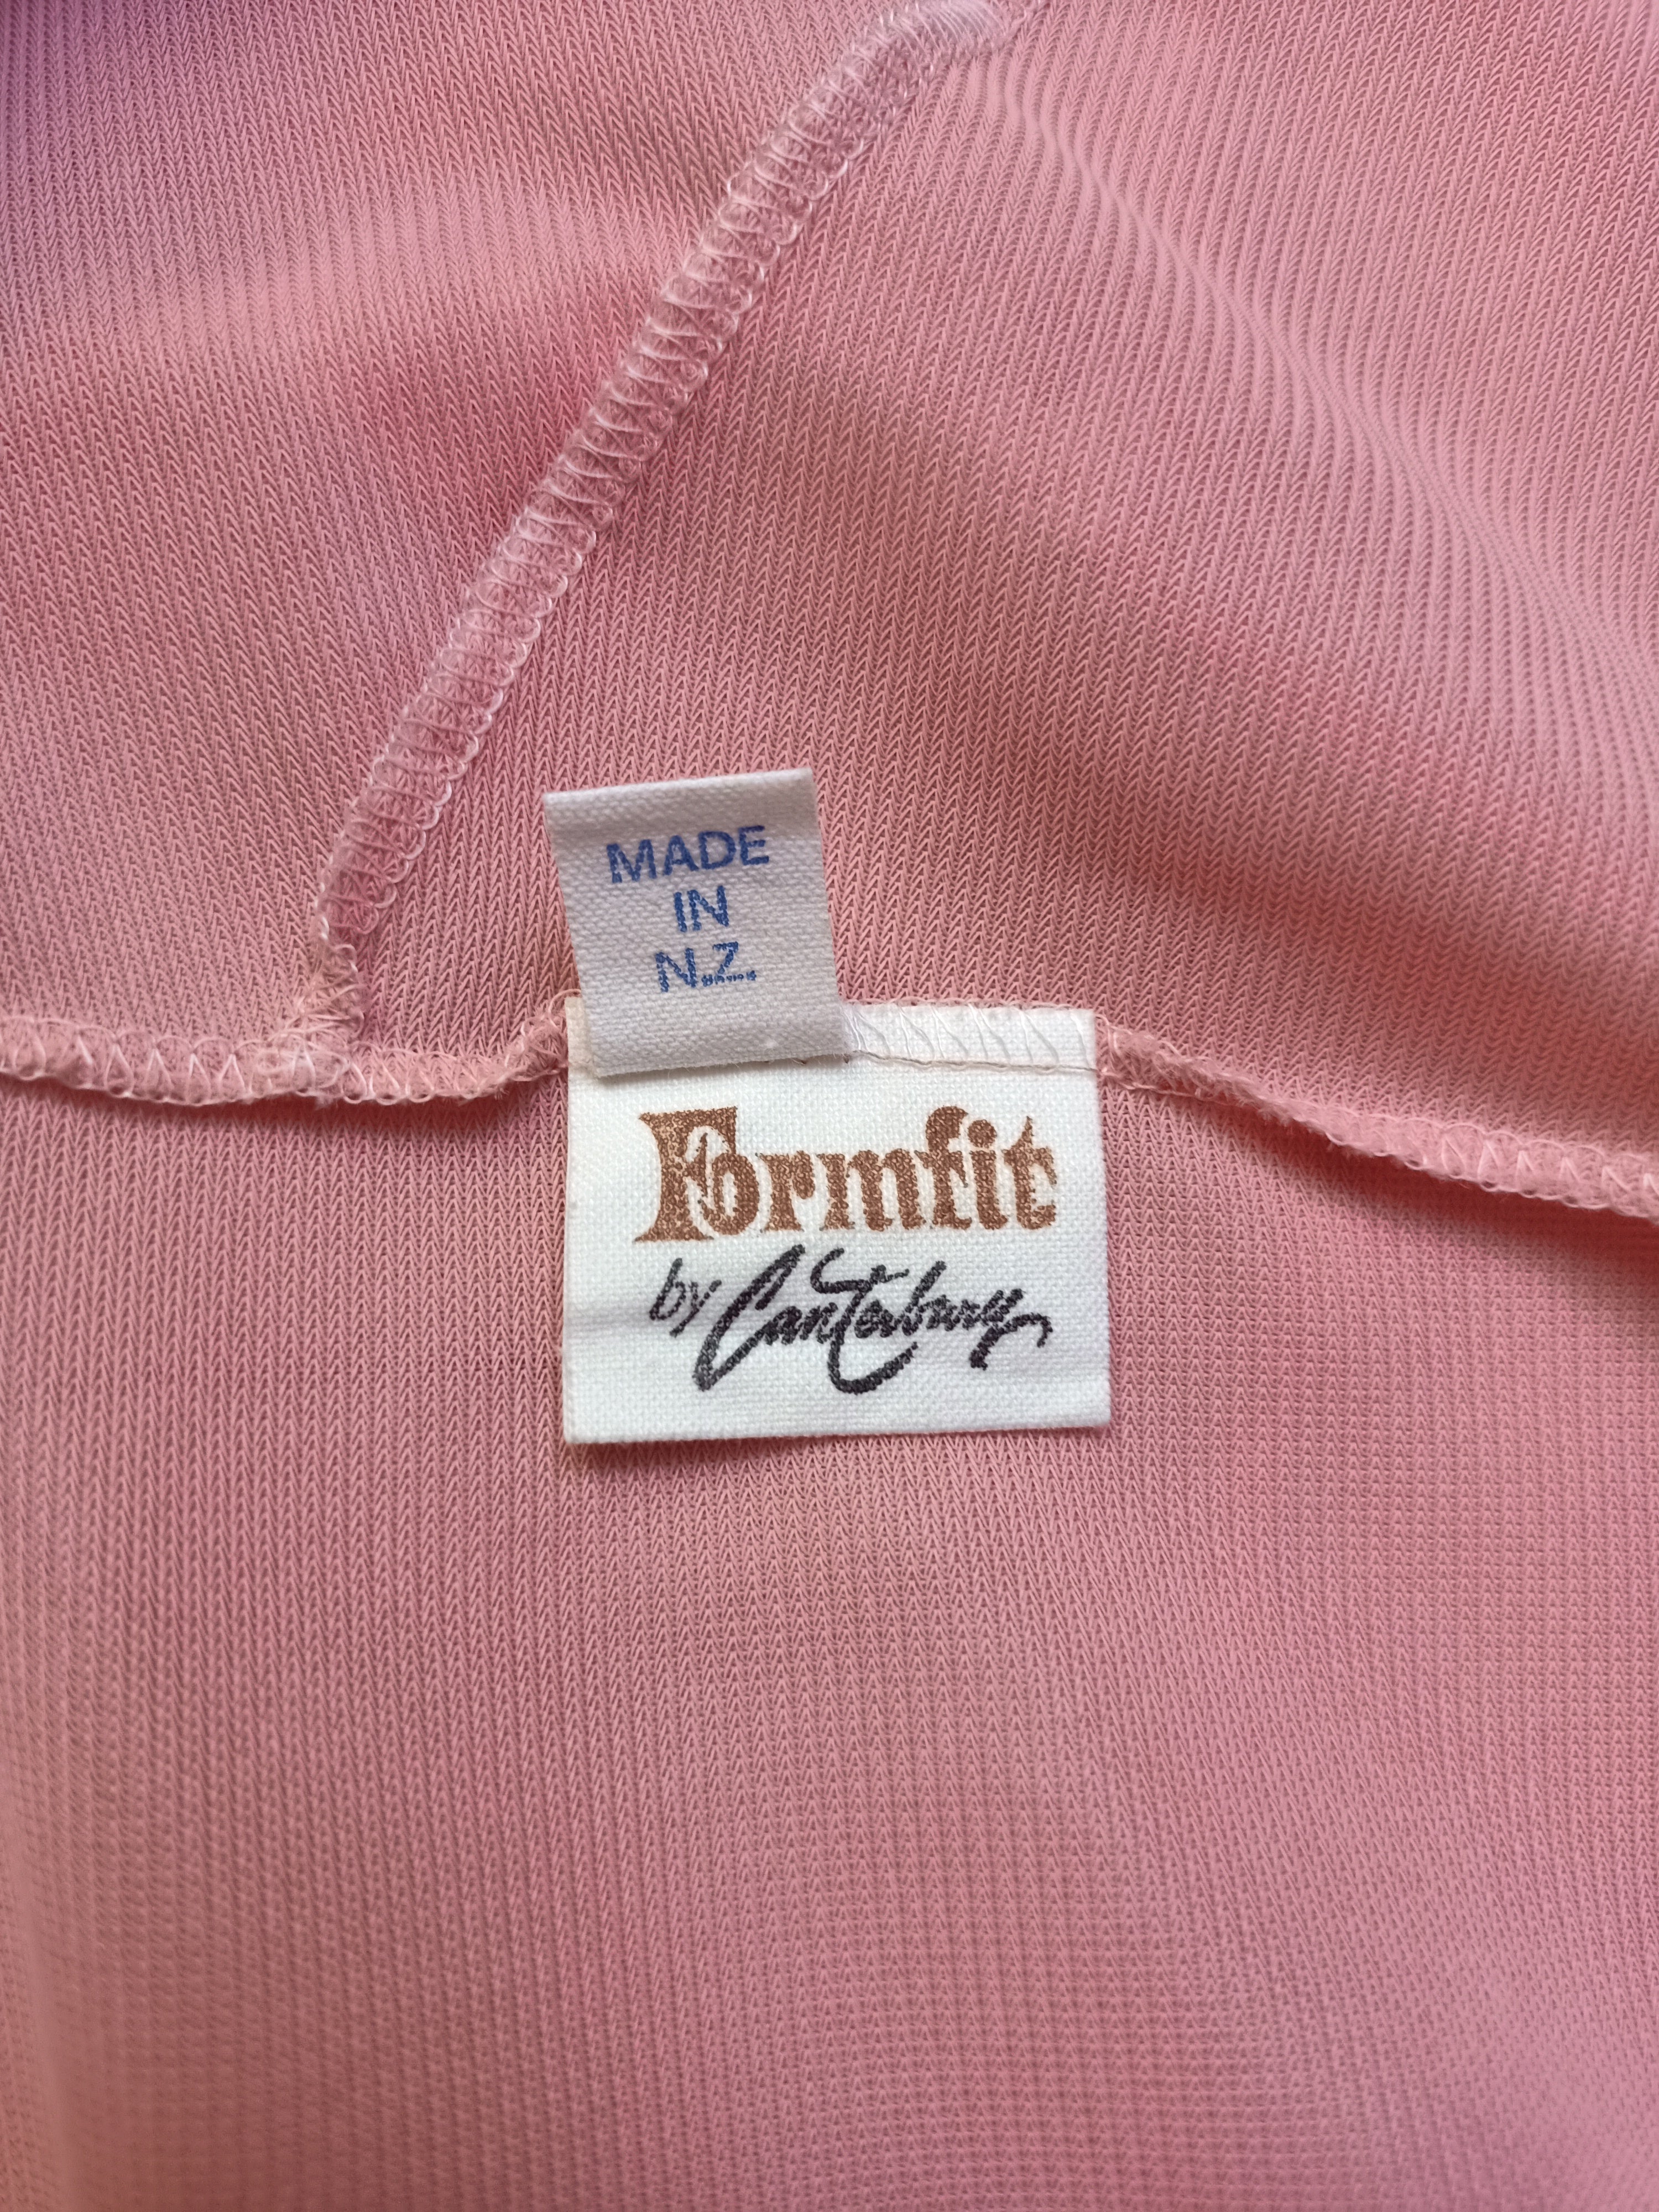 MADE
IN
N.Z.
Formfit
by Canterbury